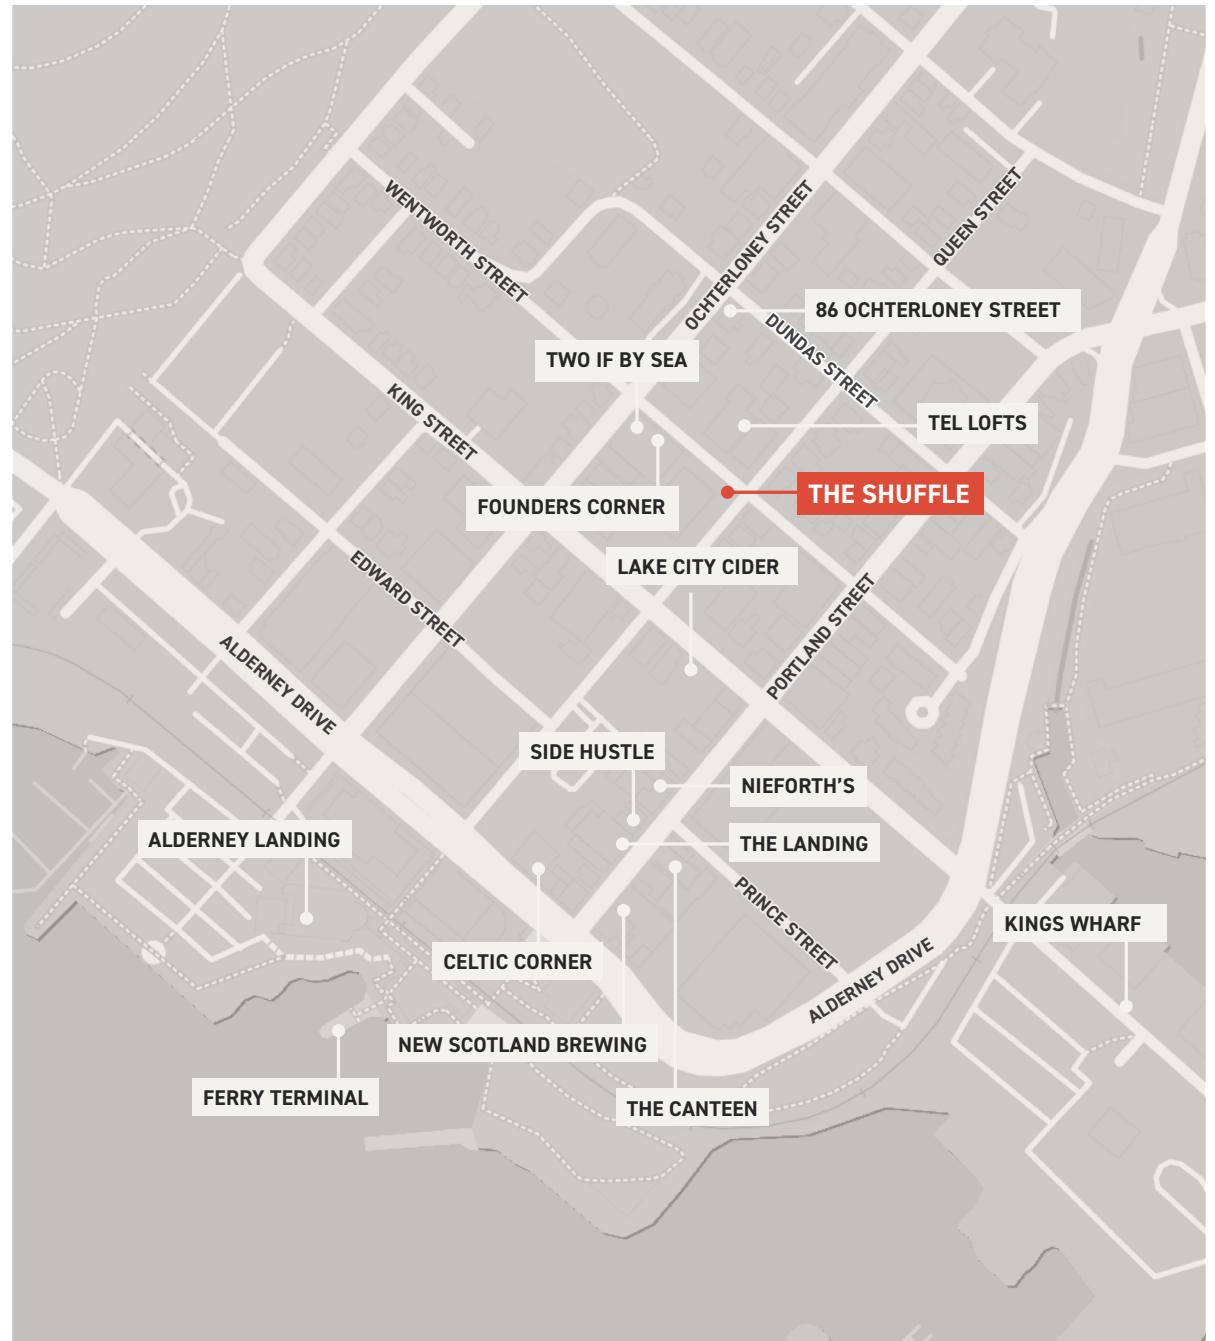 WENTWORTH STREET
OCHTERLONEY STREET
QUEEN STREET
86 OCHTERLONEY STREET
DUNDAS STREET
TWO IF BY SEA
KING STREET
TEL LOFTS
THE SHUFFLE
FOUNDERS CORNER
LAKE CITY CIDER
EDWARD STREET
PORTLAND STREET
ALDERNEY DRIVE
SIDE HUSTLE
NIEFORTH'S
ALDERNEY LANDING
THE LANDING
PRINCE STREET
KINGS WHARF
CELTIC CORNER
ALDERNEY DRIVE
NEW SCOTLAND BREWING
FERRY TERMINAL
THE CANTEEN